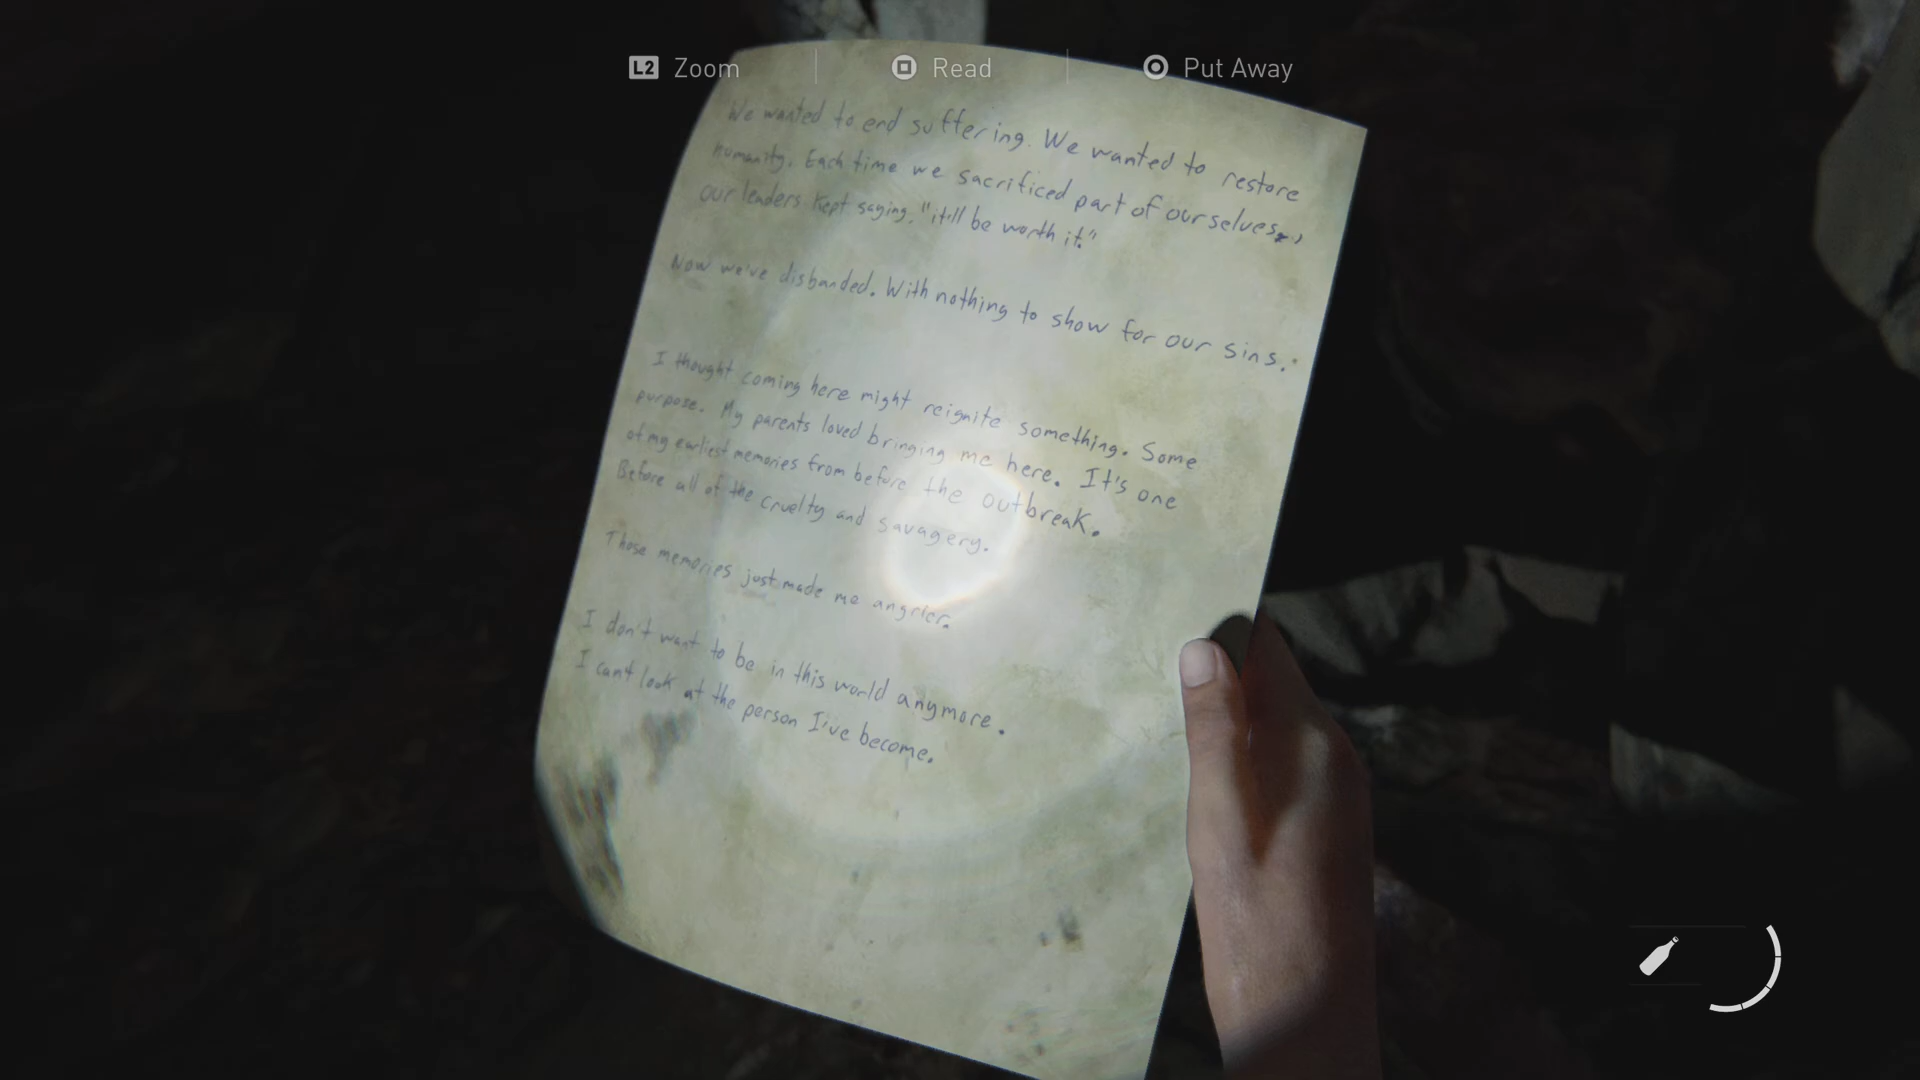 L2 Zoom Read Put Away
We wanted to end suffering. We wanted to restore
humanity. Each time we sacrificed part of ourselves,
our leaders kept saying, "it'll be worth it."
Now we've disbanded. With nothing to show for our sins.
I thought coming here might reignite something. Some
purpose. My parents loved bringing me here. It's one
of my earliest memories from before the outbreak.
Before all of the cruelty and savagery.
Those memories just made me angrier.
I don't want to be in this world anymore.
I can't look at the person I've become.